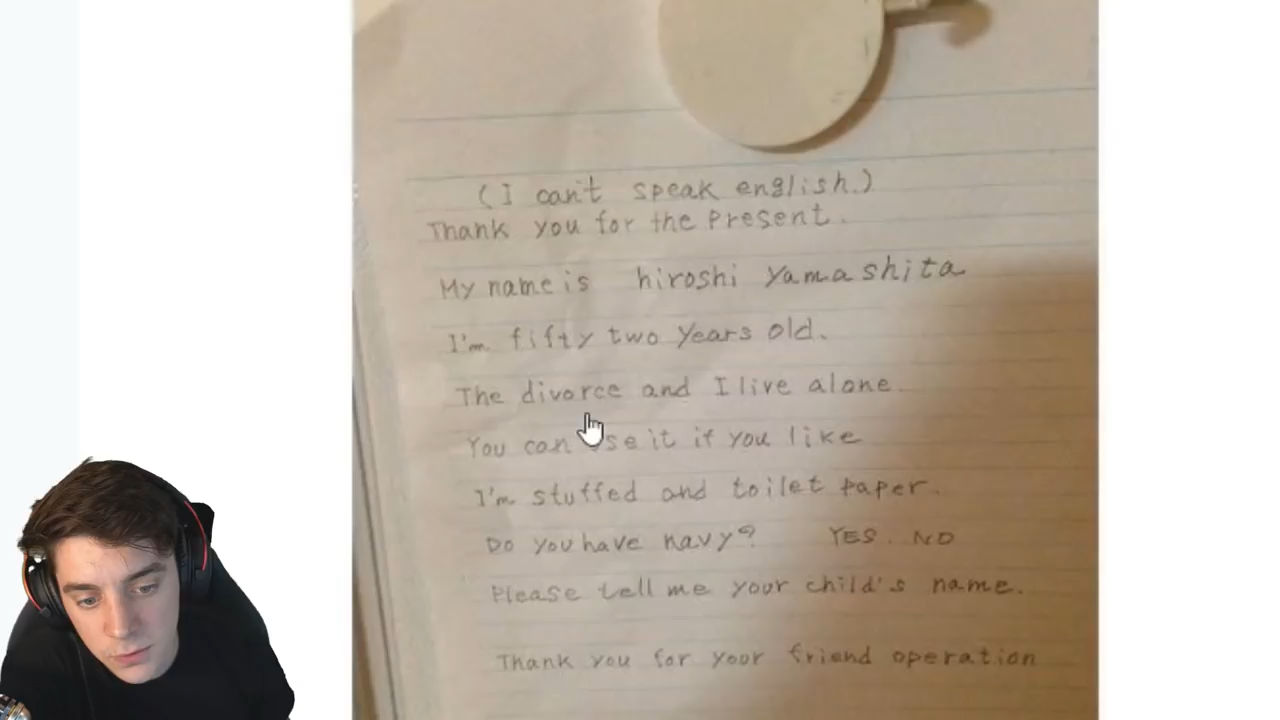 (I can't speak english.)
Thank you for the Present.
My name is hiroshi yamashita
I'm fifty two years old.
The divorce and I live alone.
You can use it if you like
I'm stuffed and toilet paper.
Do you have navy? YES. NO
Please tell me your child's name.
Thank you for your friend operation